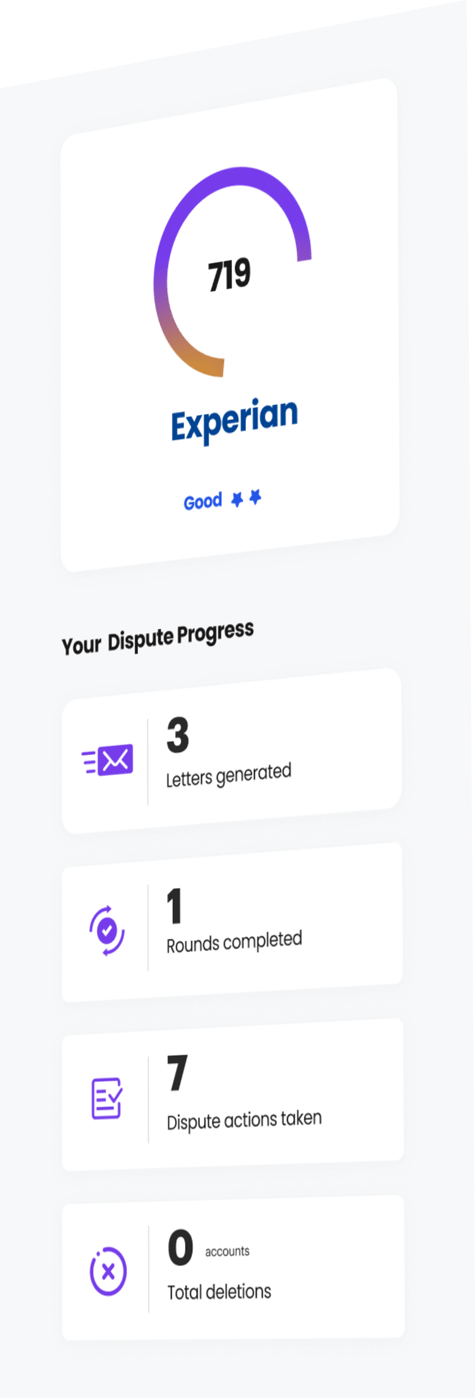 719
Experian
Good
Your Dispute Progress
3
Letters generated
1
Rounds completed
7
Dispute actions taken
0 accounts
Total deletions